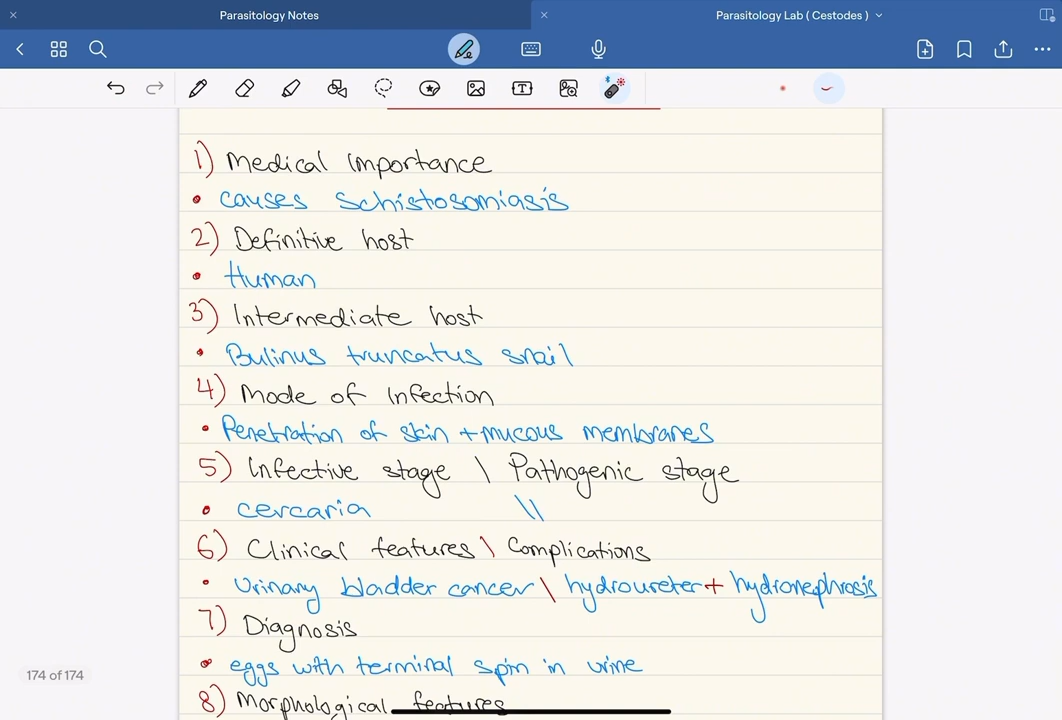 Parasitology Notes
Parasitology Lab ( Cestodes )
1) Medical importance
• causes Schistosomiasis
2) Definitive host
• Human
3) Intermediate host
• Bulinus truncatus snail
4) Mode of infection
• Penetration of skin + mucous membranes
5) Infective stage \ Pathogenic stage
• cercaria \\
6) Clinical features \ Complications
• Urinary bladder cancer \ hydroureter + hydronephrosis
7) Diagnosis
• eggs with terminal spin in urine
174 of 174
8) Morphological features